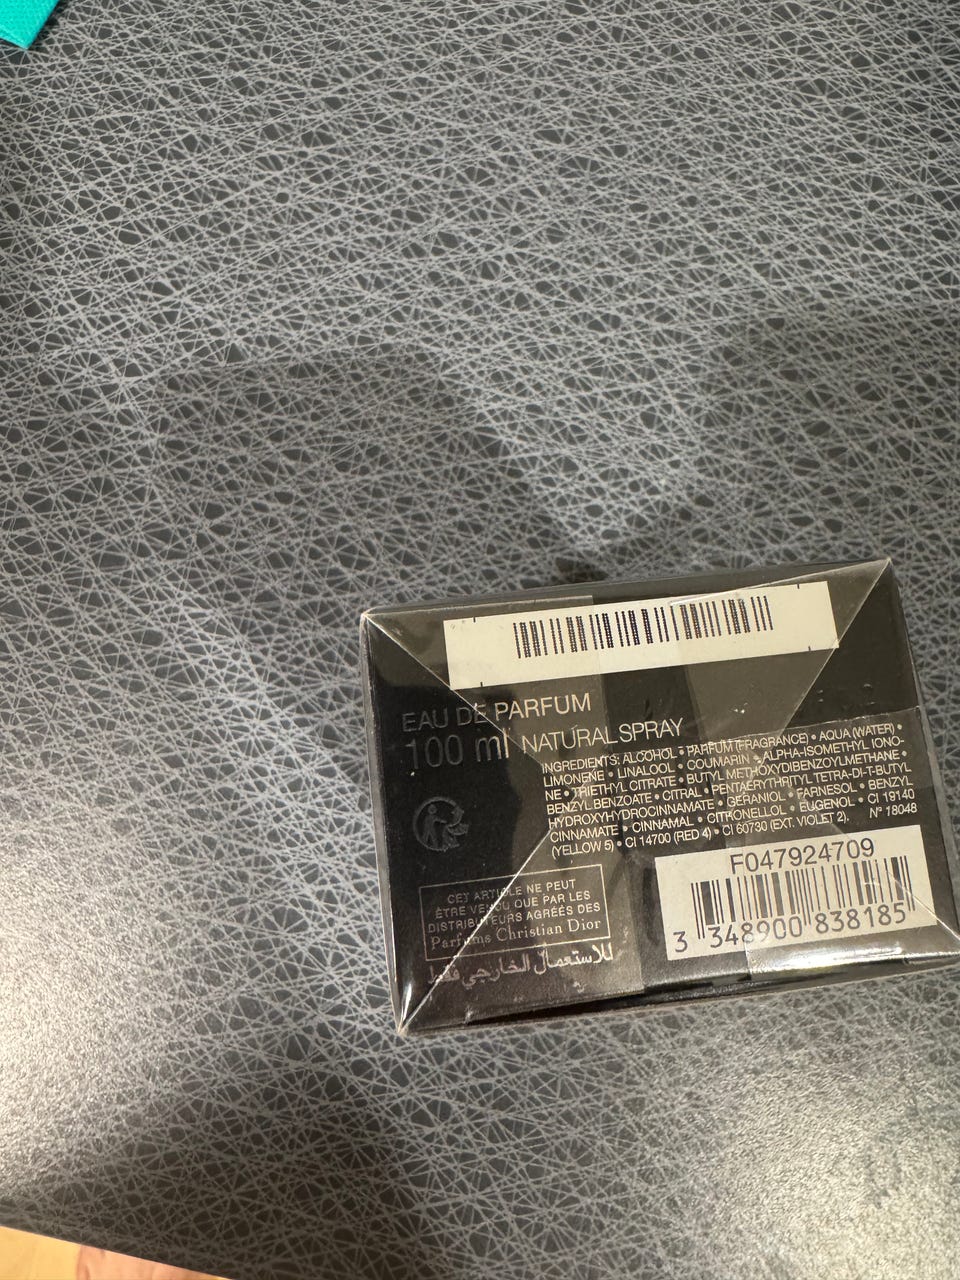 EAU DE PARFUM
100 ml NATURAL SPRAY
INGREDIENTS: ALCOHOL • PARFUM (FRAGRANCE) • AQUA (WATER) •
LIMONENE • LINALOOL • COUMARIN • ALPHA-ISOMETHYL IONO-
NE • TRIETHYL CITRATE • BUTYL METHOXYDIBENZOYLMETHANE •
BENZYL BENZOATE • CITRAL • PENTAERYTHRITYL TETRA-DI-T-BUTYL
HYDROXYHYDROCINNAMATE • GERANIOL • FARNESOL • BENZYL
CINNAMATE • CINNAMAL • CITRONELLOL • EUGENOL • CI 19140
(YELLOW 5) • CI 14700 (RED 4) • CI 60730 (EXT. VIOLET 2). N° 18048
F047924709
3 348900 838185
CET ARTICLE NE PEUT
ÊTRE VENDU QUE PAR LES
DISTRIBUTEURS AGRÉÉS DES
Parfums Christian Dior
للاستعمال الخارجي فقط